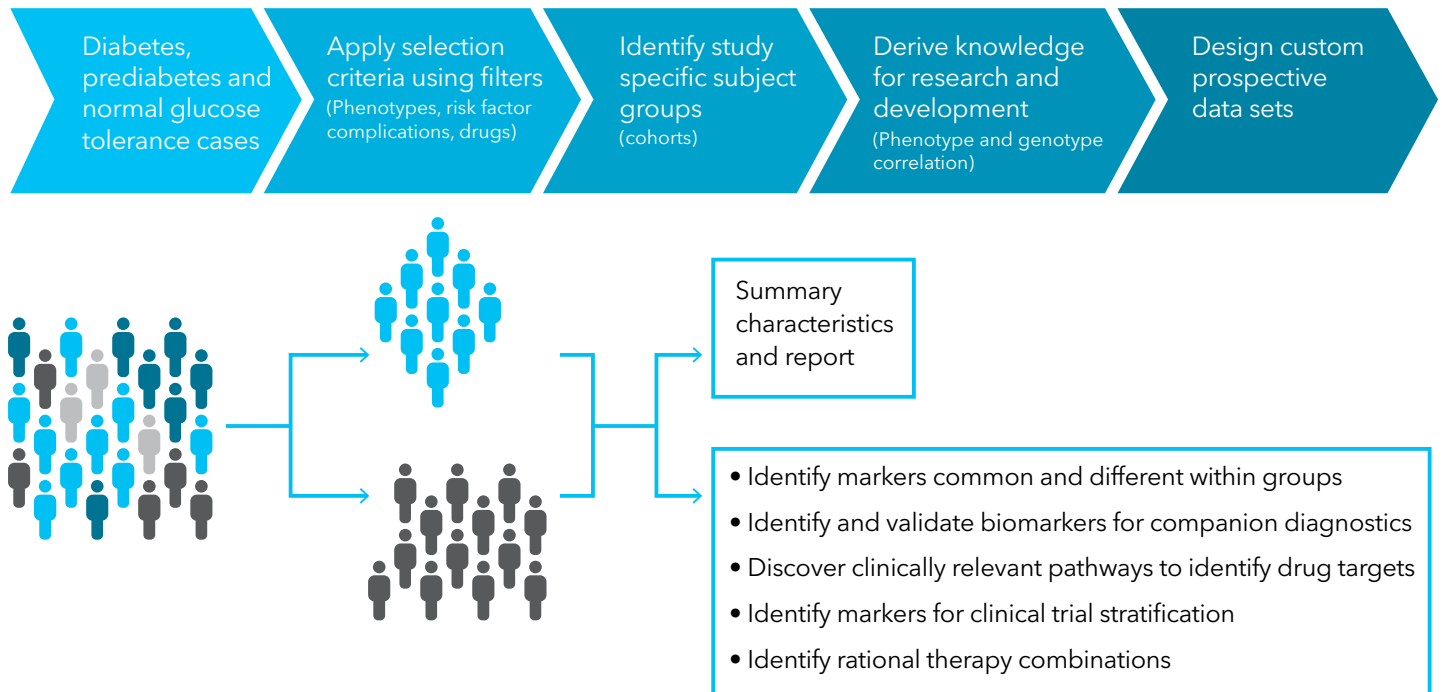 Diabetes,
prediabetes and
normal glucose
tolerance cases
Apply selection
criteria using filters
(Phenotypes, risk factor
complications, drugs)
Identify study
specific subject
groups
(cohorts)
Derive knowledge
for research and
development
(Phenotype and genotype
correlation)
Design custom
prospective
data sets
Summary
characteristics
and report
• Identify markers common and different within groups
• Identify and validate biomarkers for companion diagnostics
• Discover clinically relevant pathways to identify drug targets
• Identify markers for clinical trial stratification
• Identify rational therapy combinations